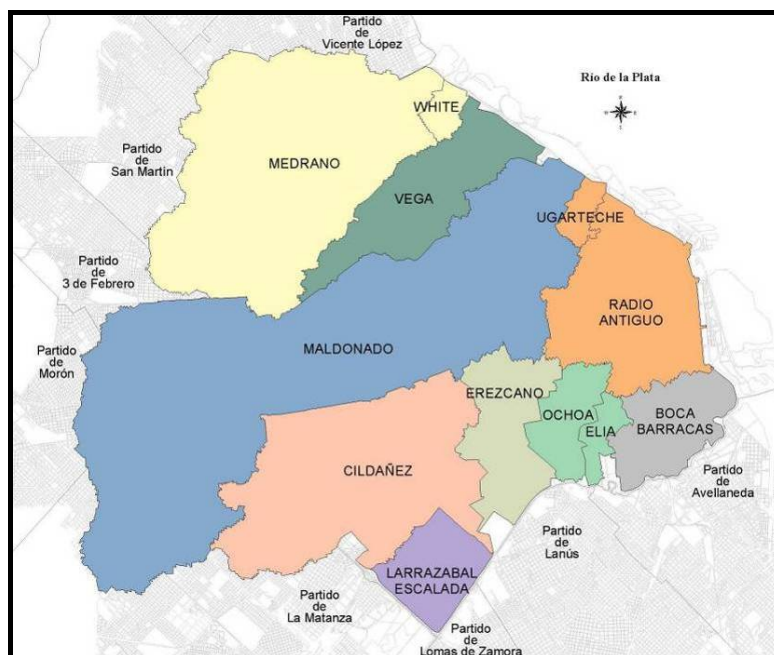 Partido
de
Vicente López
Río de la Plata
WHITE
Partido
de
San Martín
MEDRANO
VEGA
UGARTECHE
Partido
de
3 de Febrero
RADIO
ANTIGUO
Partido
de
Morón
MALDONADO
EREZCANO
OCHOA
ELIA
BOCA
BARRACAS
CILDAÑEZ
Partido
de
Avellaneda
Partido
de
Lanús
LARRAZABAL
ESCALADA
Partido
de
La Matanza
Partido
de
Lomas de Zamora